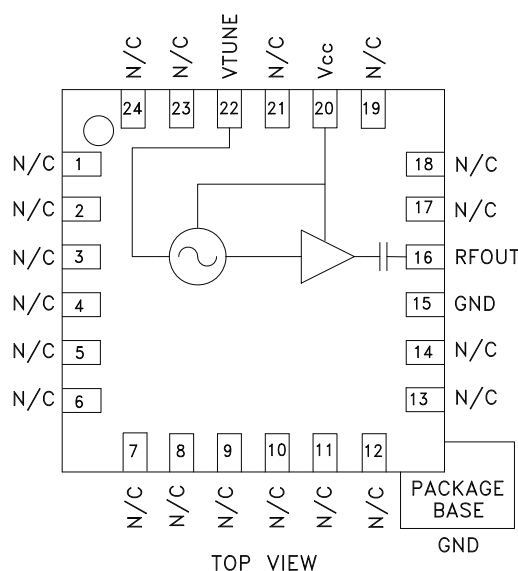 N/C
N/C
VTUNE
N/C
Vcc
N/C
24
23
22
21
20
19
N/C 1
18 N/C
N/C 2
17 N/C
N/C 3
16 RFOUT
N/C 4
15 GND
N/C 5
14 N/C
N/C 6
13 N/C
7
8
9
10
11
12
N/C
N/C
N/C
N/C
N/C
N/C
PACKAGE
BASE
GND
TOP VIEW